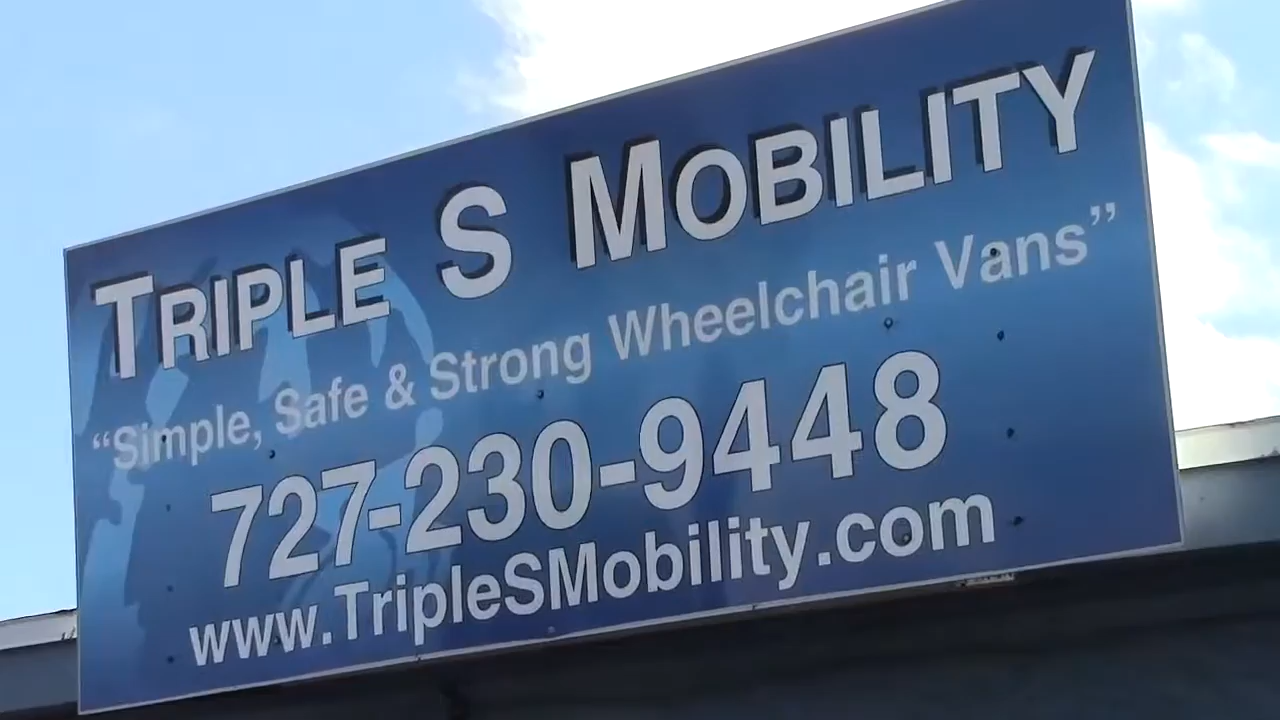 TRIPLE S MOBILITY
“Simple, Safe & Strong Wheelchair Vans”
727-230-9448
www.TripleSMobility.com